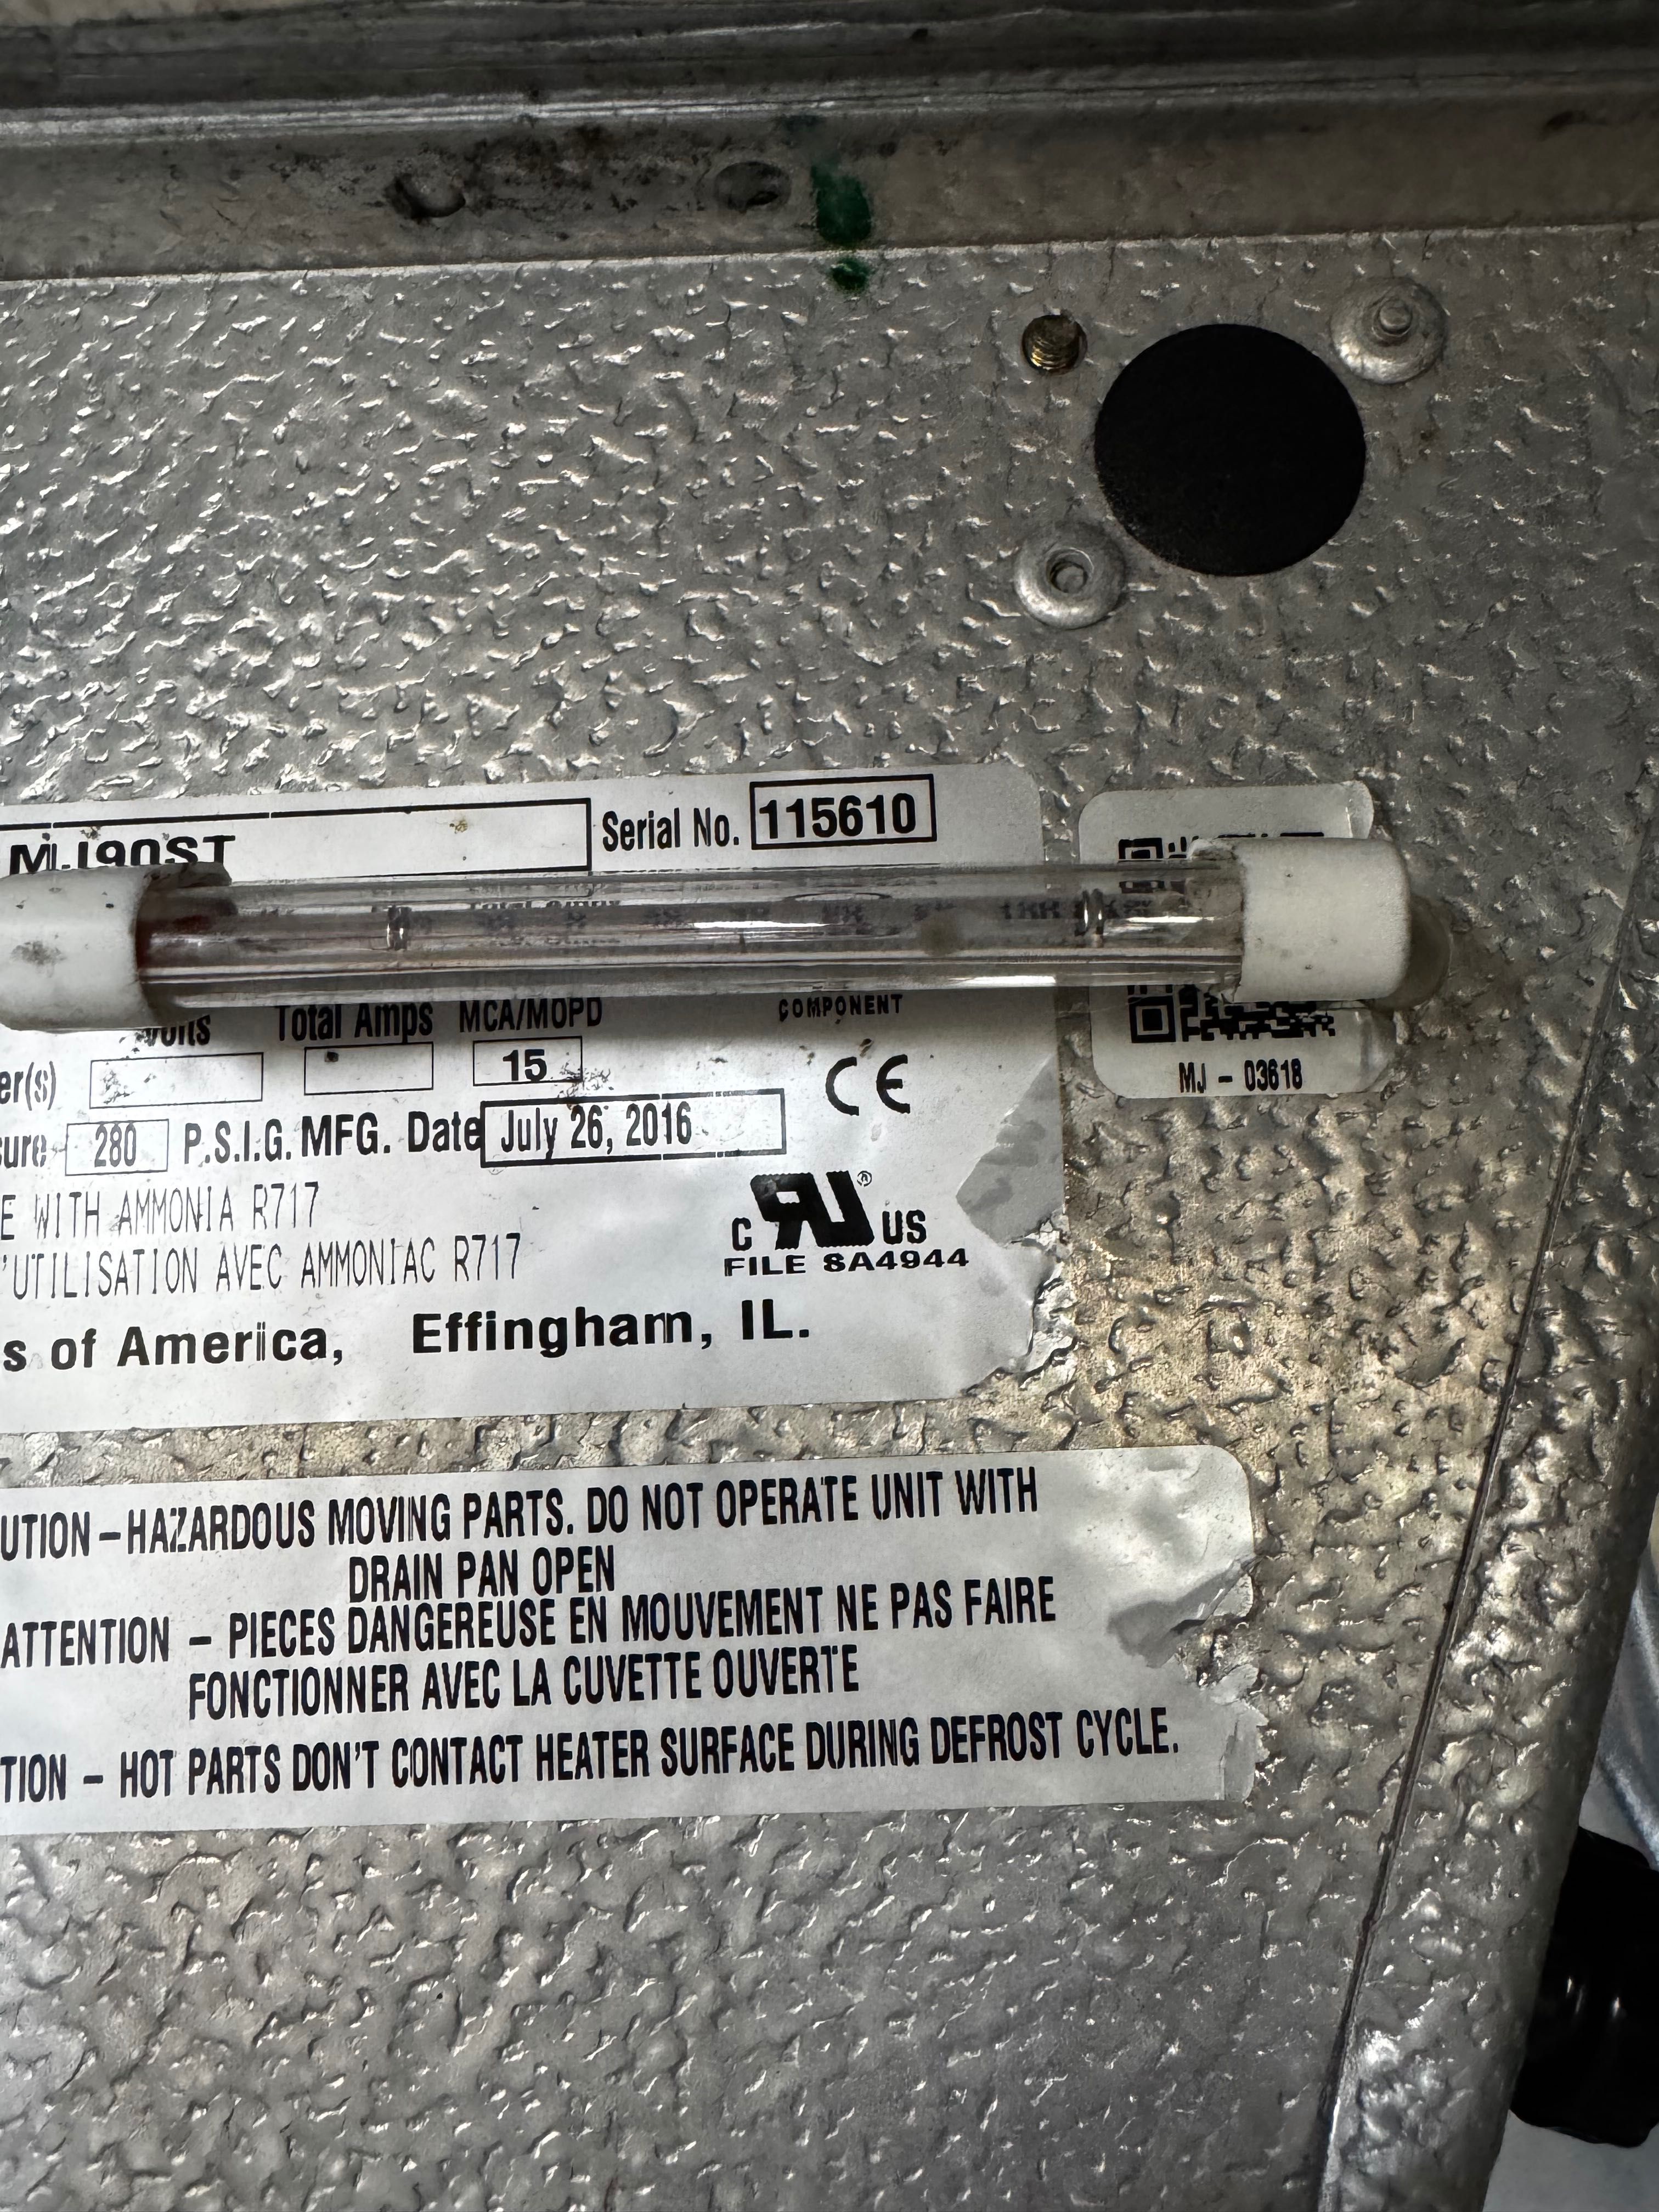 Serial No. 115610
Volts Total Amps MCA/MOPD COMPONENT
er(s) 15 CE
sure 280 P.S.I.G. MFG. Date July 26, 2016
E WITH AMMONIA R717
'UTILISATION AVEC AMMONIAC R717
C RU ® US
FILE SA4944
s of America, Effingham, IL.
MJ - 03618
UTION – HAZARDOUS MOVING PARTS. DO NOT OPERATE UNIT WITH
DRAIN PAN OPEN
ATTENTION – PIECES DANGEREUSE EN MOUVEMENT NE PAS FAIRE
FONCTIONNER AVEC LA CUVETTE OUVERTE
TION – HOT PARTS DON'T CONTACT HEATER SURFACE DURING DEFROST CYCLE.